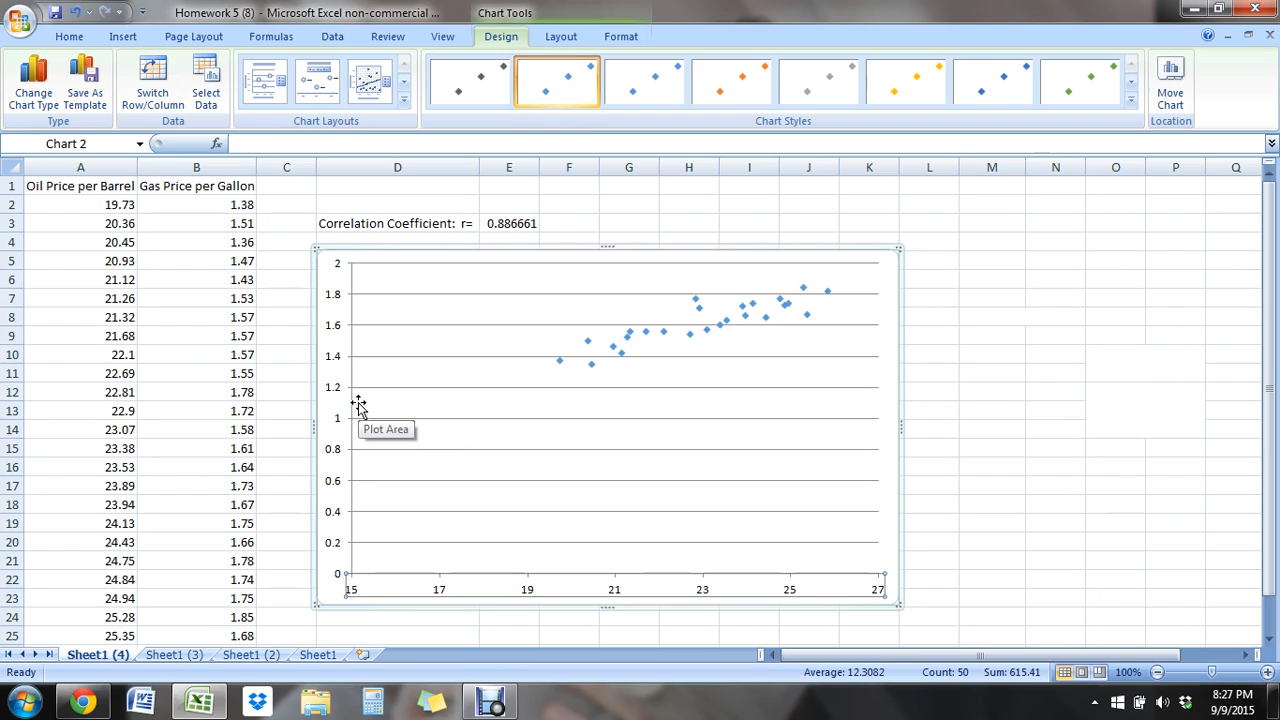 Homework 5 (8) - Microsoft Excel non-commercial ...
Chart Tools
Home Insert Page Layout Formulas Data Review View Design Layout Format
Change Chart Type
Save As Template
Switch Row/Column
Select Data
Move Chart
Type Data Chart Layouts Chart Styles Location
Chart 2 fx
A B C D E F G H I J K L M N O P Q
1 Oil Price per Barrel Gas Price per Gallon
2 19.73 1.38
3 20.36 1.51 Correlation Coefficient: r= 0.886661
4 20.45 1.36
5 20.93 1.47
6 21.12 1.43
7 21.26 1.53
8 21.32 1.57
9 21.68 1.57
10 22.1 1.57
11 22.69 1.55
12 22.81 1.78
13 22.9 1.72
14 23.07 1.58
15 23.38 1.61
16 23.53 1.64
17 23.89 1.73
18 23.94 1.67
19 24.13 1.75
20 24.43 1.66
21 24.75 1.78
22 24.84 1.74
23 24.94 1.75
24 25.28 1.85
25 25.35 1.68
2
1.8
1.6
1.4
1.2
1
Plot Area
0.8
0.6
0.4
0.2
0
15 17 19 21 23 25 27
Sheet1 (4) Sheet1 (3) Sheet1 (2) Sheet1
Ready Average: 12.3082 Count: 50 Sum: 615.41 100%
8:27 PM
9/9/2015